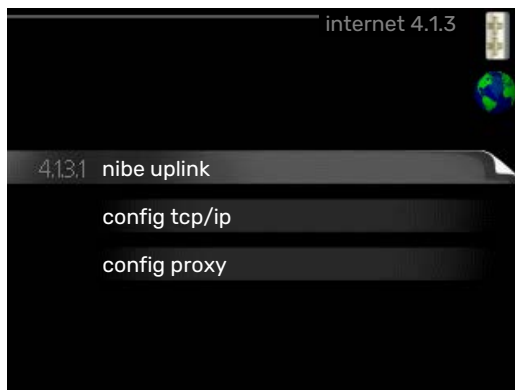 internet 4.1.3
4.1.3.1 nibe uplink
config tcp/ip
config proxy